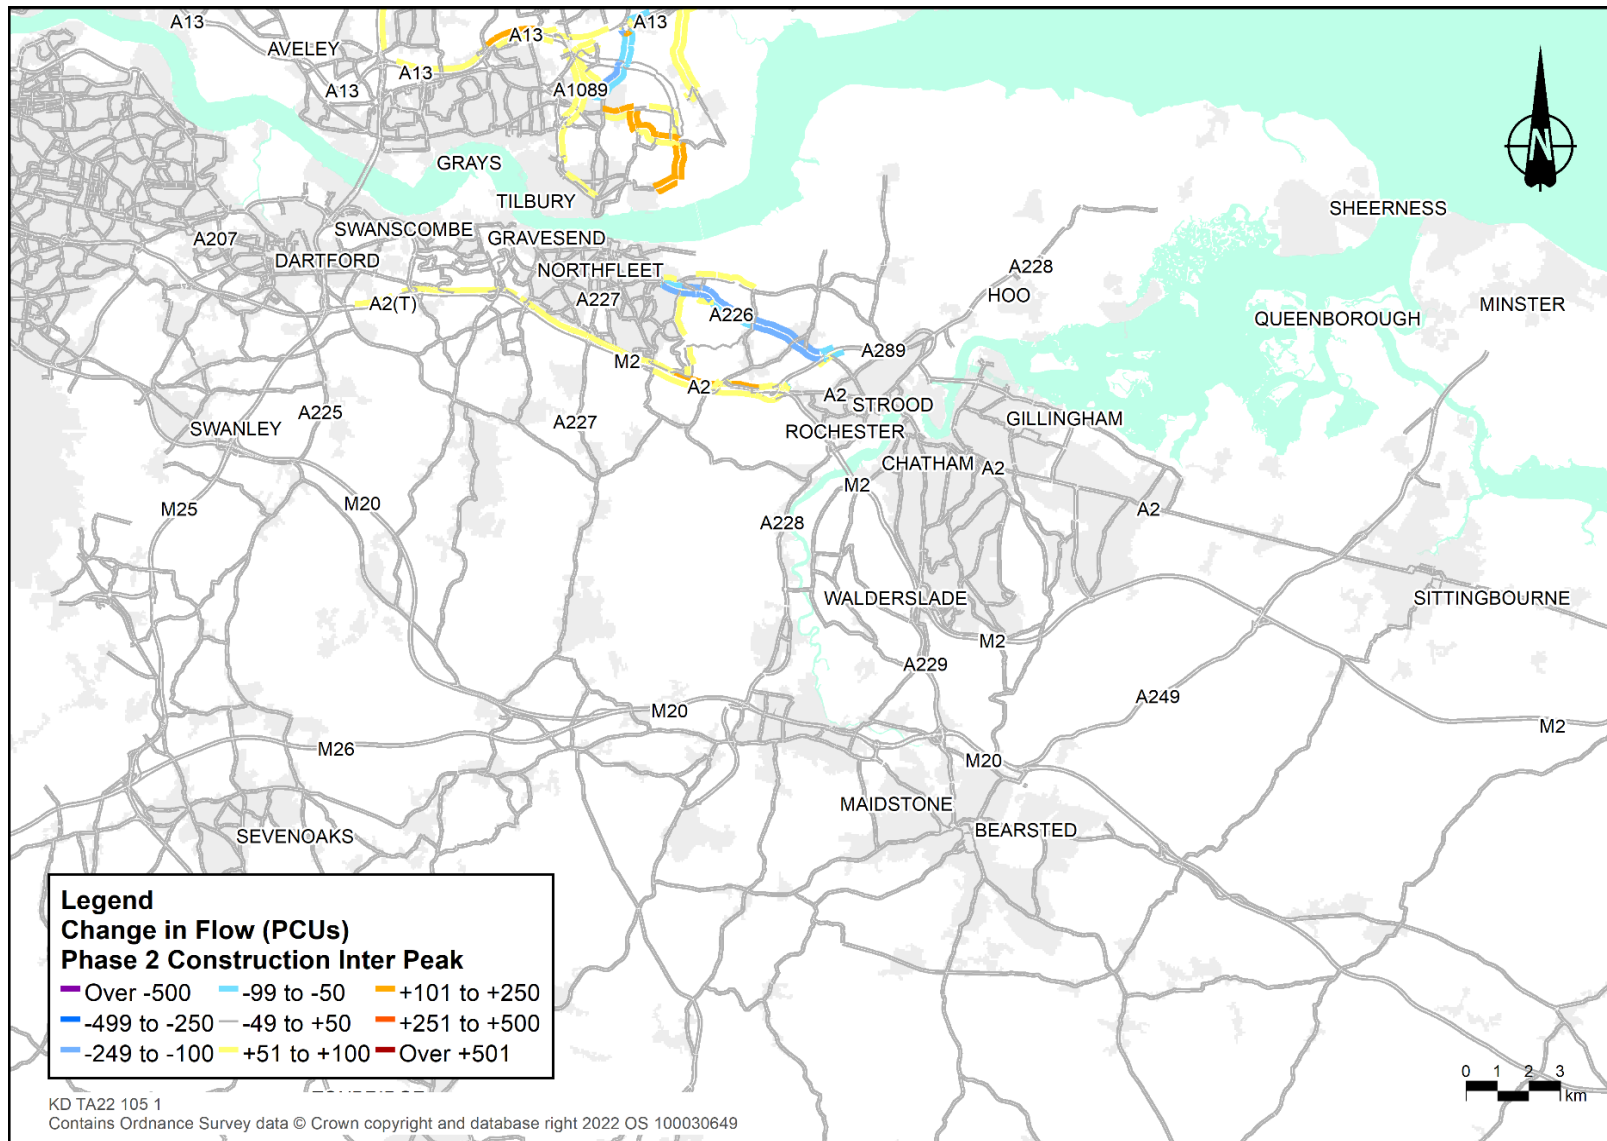 A13
A13
AVELEY
A13
A13
A13
A1089
GRAYS
TILBURY
SHEERNESS
A207
SWANSCOMBE
GRAVESEND
DARTFORD
NORTHFLEET
A228
HOO
A2(T)
A227
A226
MINSTER
QUEENBOROUGH
M2
A289
A2
A2
STROOD
A225
A227
SWANLEY
ROCHESTER
GILLINGHAM
CHATHAM
A2
M2
M25
M20
A228
A2
WALDERSLADE
SITTINGBOURNE
M2
A229
A249
M20
M26
M2
M20
MAIDSTONE
BEARSTED
SEVENOAKS
N
Legend
Change in Flow (PCUs)
Phase 2 Construction Inter Peak
Over -500 -99 to -50 +101 to +250
-499 to -250 -49 to +50 +251 to +500
-249 to -100 +51 to +100 Over +501
0 1 2 3
km
KD TA22 105 1
Contains Ordnance Survey data © Crown copyright and database right 2022 OS 100030649